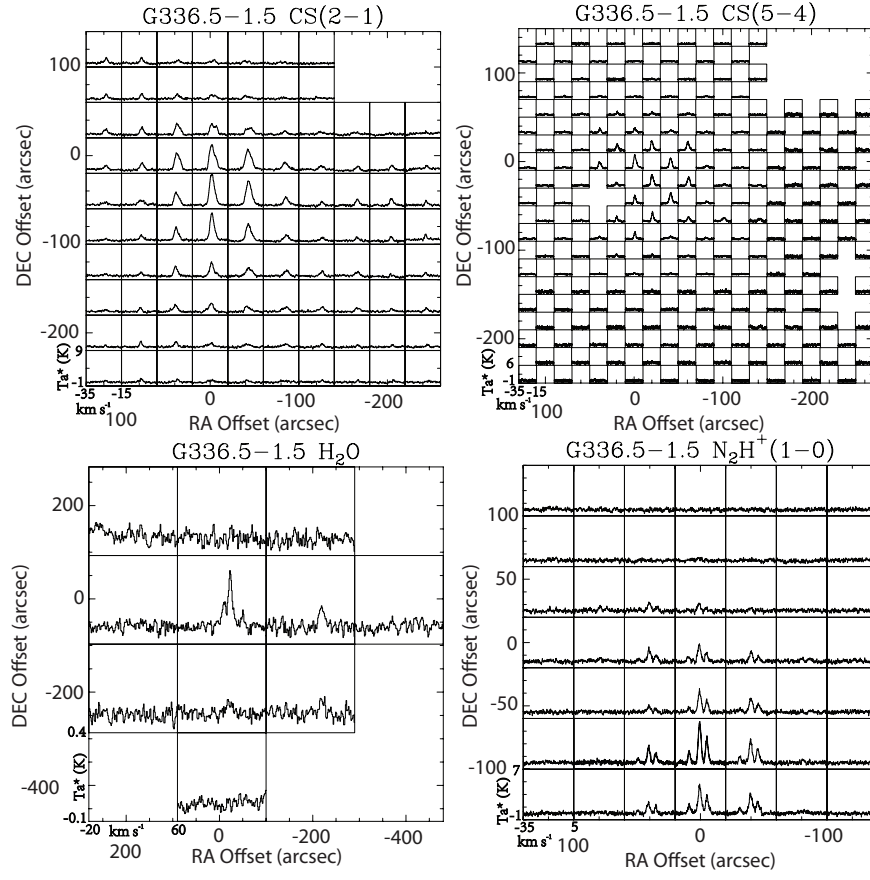 G336.5−1.5 CS(2−1)
100
0
-100
-200
9
-1
Ta* (K)
-35 -15
km s⁻¹
100 0 -100 -200
RA Offset (arcsec)
DEC Offset (arcsec)
G336.5−1.5 CS(5−4)
100
0
-100
-200
6
-1
Ta* (K)
-35 -15
km s⁻¹
100 0 -100 -200
RA Offset (arcsec)
DEC Offset (arcsec)
G336.5−1.5 H₂O
200
0
-200
-400
0.4
-0.1
Ta* (K)
-20 km s⁻¹ 60
200 0 -200 -400
RA Offset (arcsec)
DEC Offset (arcsec)
G336.5−1.5 N₂H⁺(1−0)
100
50
0
-50
-100
7
-1
Ta* (K)
-35 5
km s⁻¹
100 0 -100
RA Offset (arcsec)
DEC Offset (arcsec)